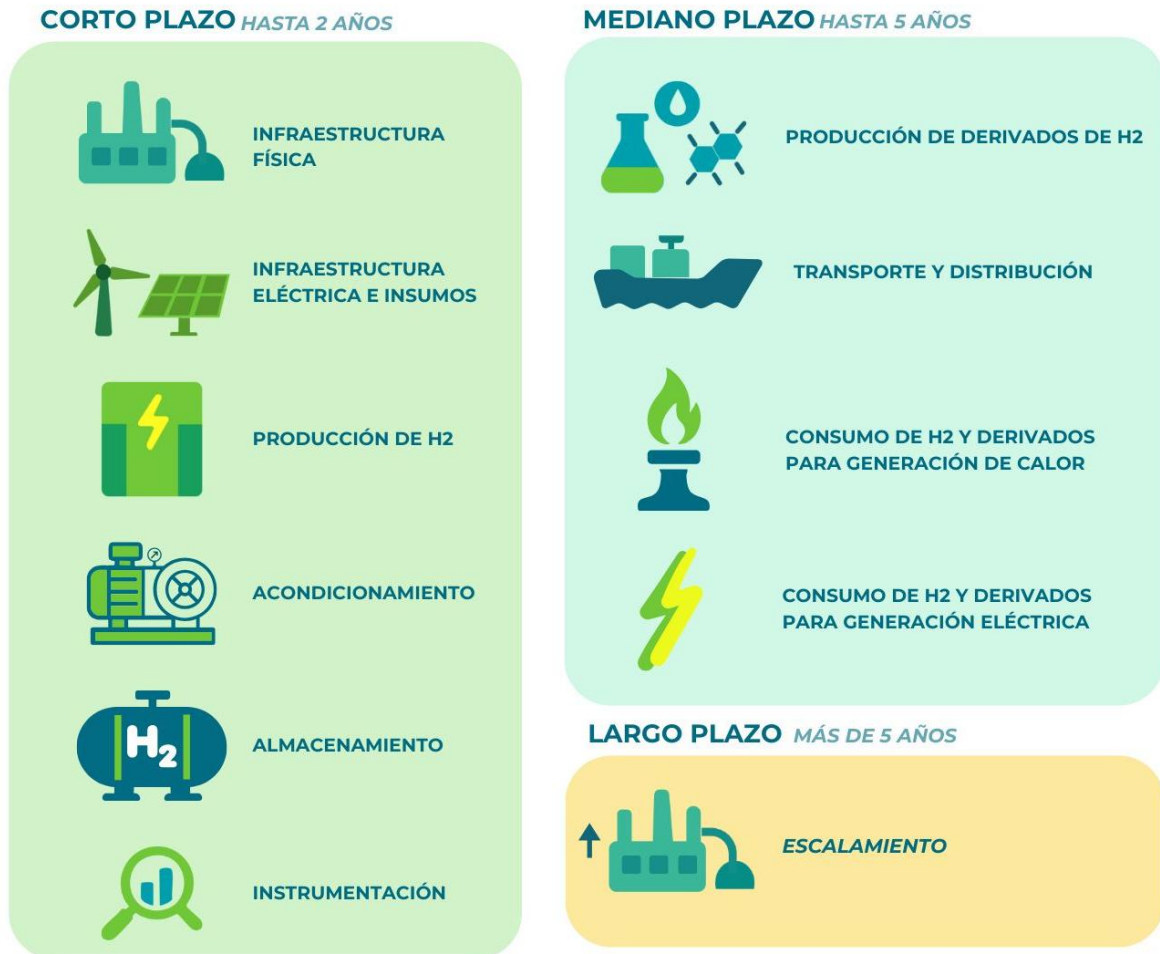 CORTO PLAZO HASTA 2 AÑOS
INFRAESTRUCTURA
FÍSICA
INFRAESTRUCTURA
ELÉCTRICA E INSUMOS
PRODUCCIÓN DE H2
ACONDICIONAMIENTO
H2
ALMACENAMIENTO
INSTRUMENTACIÓN
MEDIANO PLAZO HASTA 5 AÑOS
PRODUCCIÓN DE DERIVADOS DE H2
TRANSPORTE Y DISTRIBUCIÓN
CONSUMO DE H2 Y DERIVADOS
PARA GENERACIÓN DE CALOR
CONSUMO DE H2 Y DERIVADOS
PARA GENERACIÓN ELÉCTRICA
LARGO PLAZO MÁS DE 5 AÑOS
ESCALAMIENTO